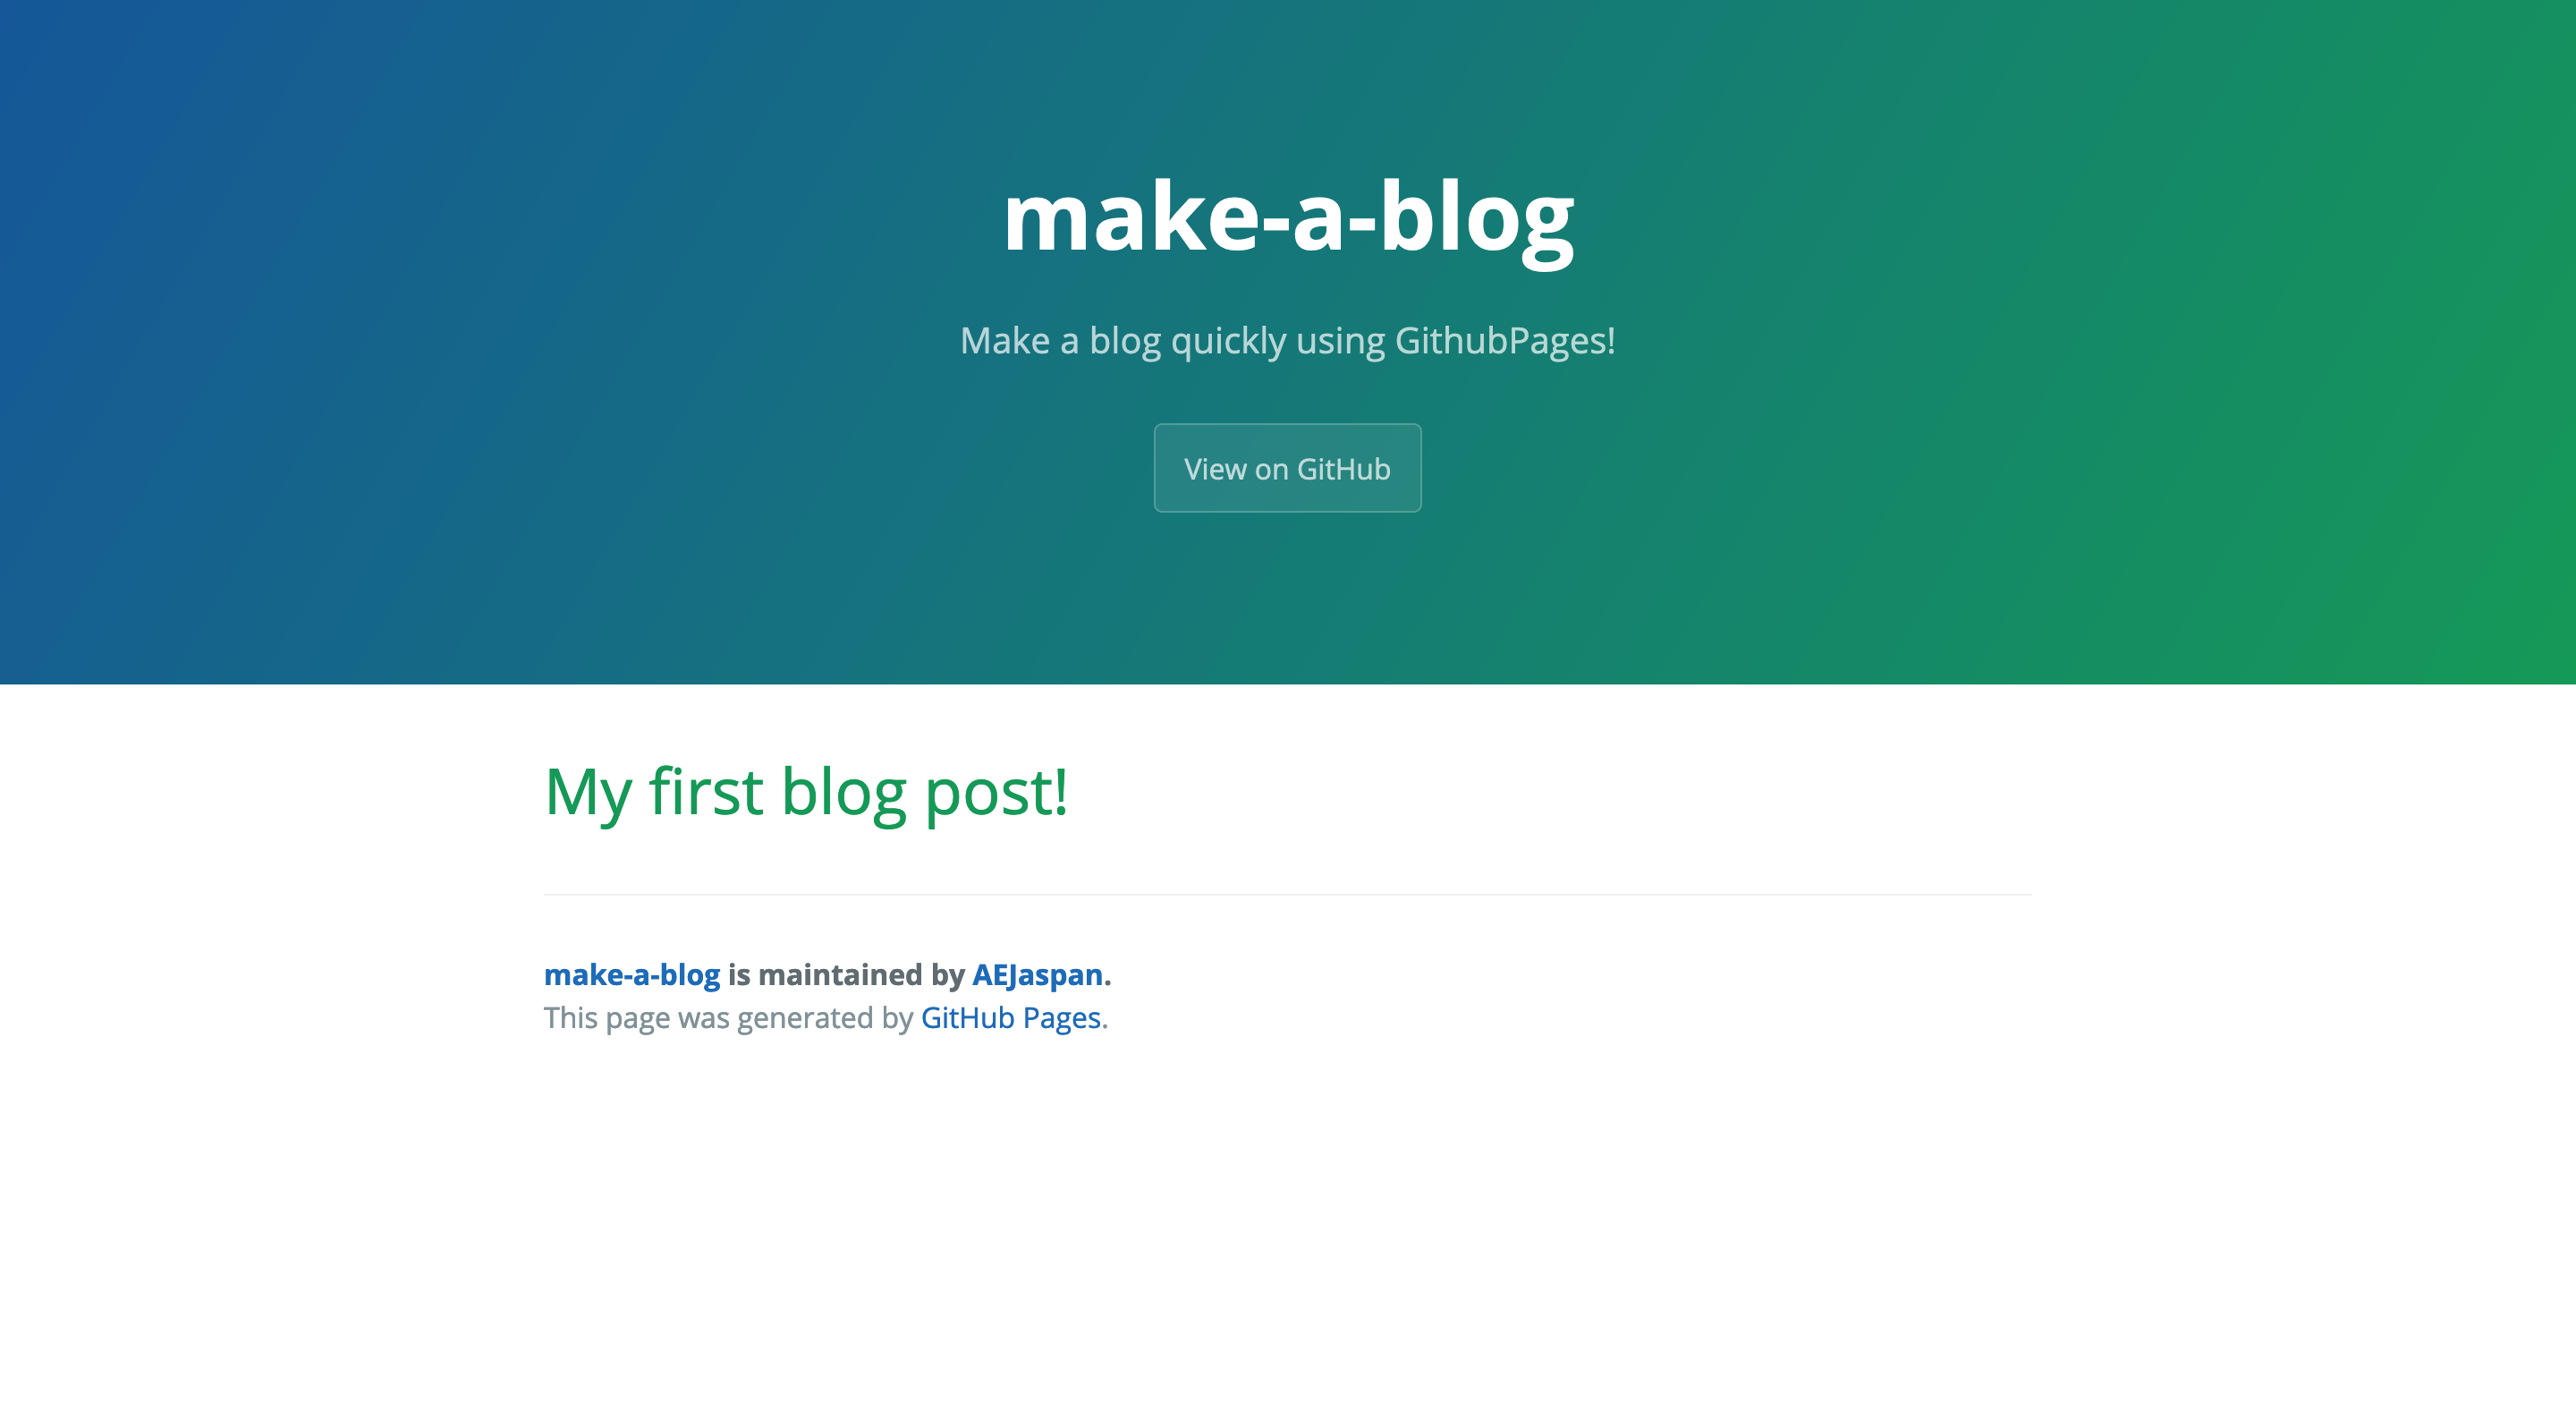 make-a-blog
Make a blog quickly using GithubPages!
View on GitHub
My first blog post!
make-a-blog is maintained by AEJaspan.
This page was generated by GitHub Pages.